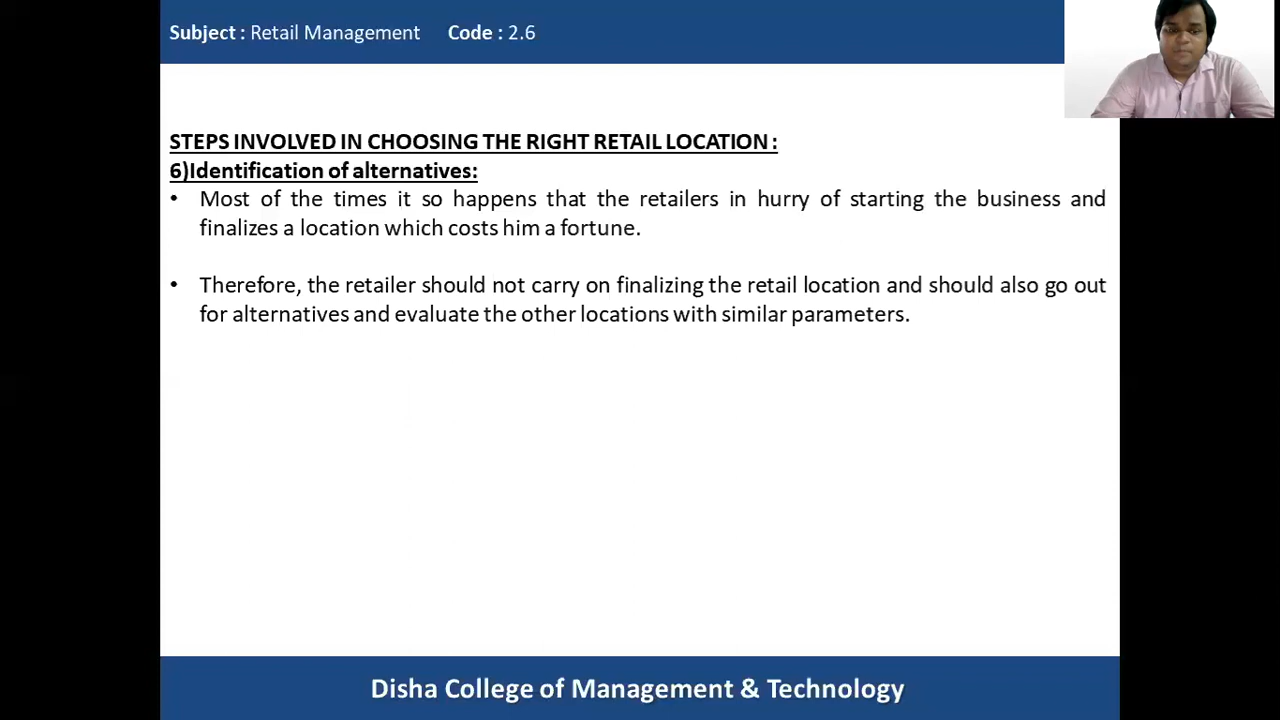 Subject : Retail Management Code : 2.6
STEPS INVOLVED IN CHOOSING THE RIGHT RETAIL LOCATION :
6)Identification of alternatives:
• Most of the times it so happens that the retailers in hurry of starting the business and
finalizes a location which costs him a fortune.
• Therefore, the retailer should not carry on finalizing the retail location and should also go out
for alternatives and evaluate the other locations with similar parameters.
Disha College of Management & Technology